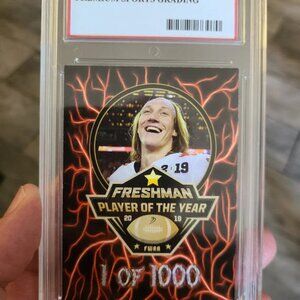 PREMIUM SPORTS GRADING
19
FRESHMAN
PLAYER OF THE YEAR
20 18
FWAA
1 OF 1000